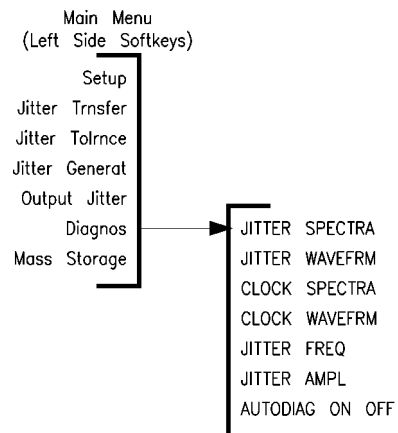 Main Menu
(Left Side Softkeys)
Setup
Jitter Trnsfer
Jitter Tolrnce
Jitter Generat
Output Jitter
Diagnos
Mass Storage
JITTER SPECTRA
JITTER WAVEFRM
CLOCK SPECTRA
CLOCK WAVEFRM
JITTER FREQ
JITTER AMPL
AUTODIAG ON OFF